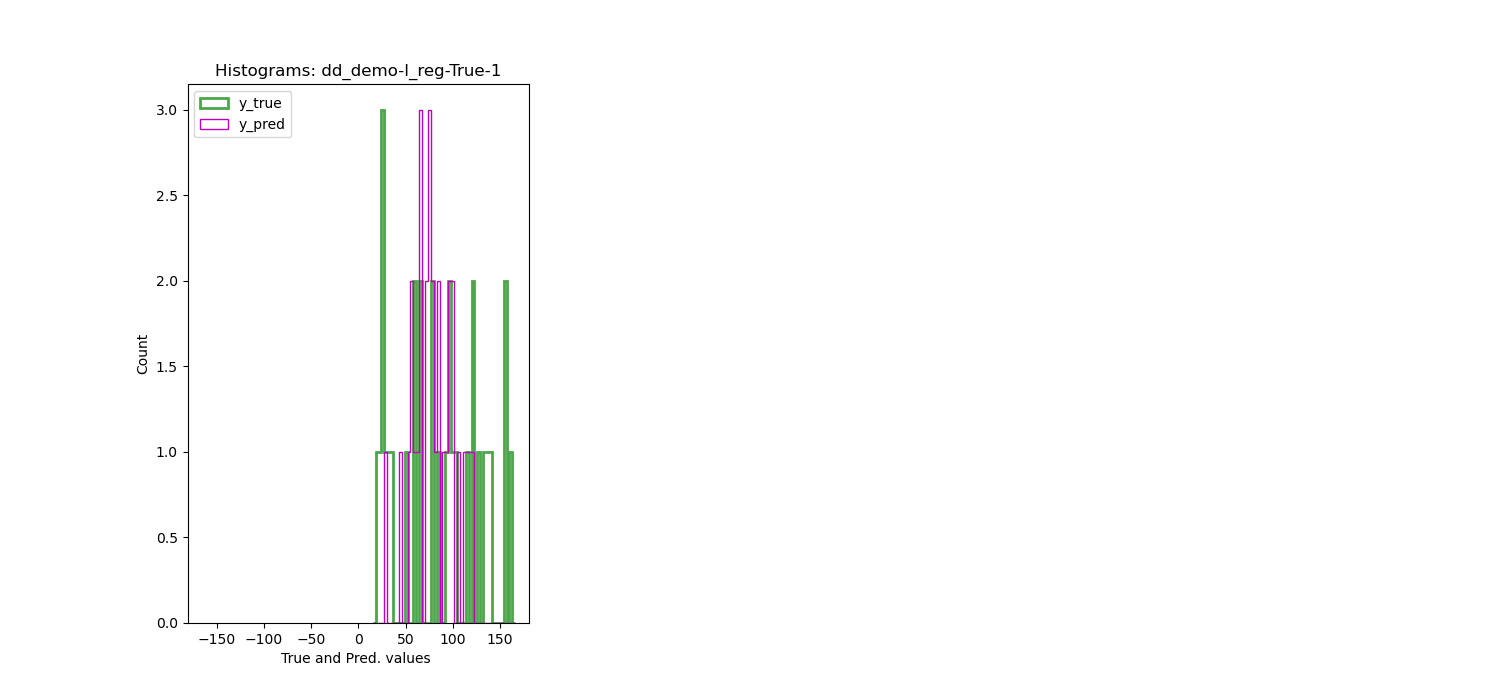 Histograms: dd_demo-l_reg-True-1
y_true
y_pred
3.0
2.5
2.0
1.5
1.0
0.5
0.0
Count
−150 −100 −50 0 50 100 150
True and Pred. values